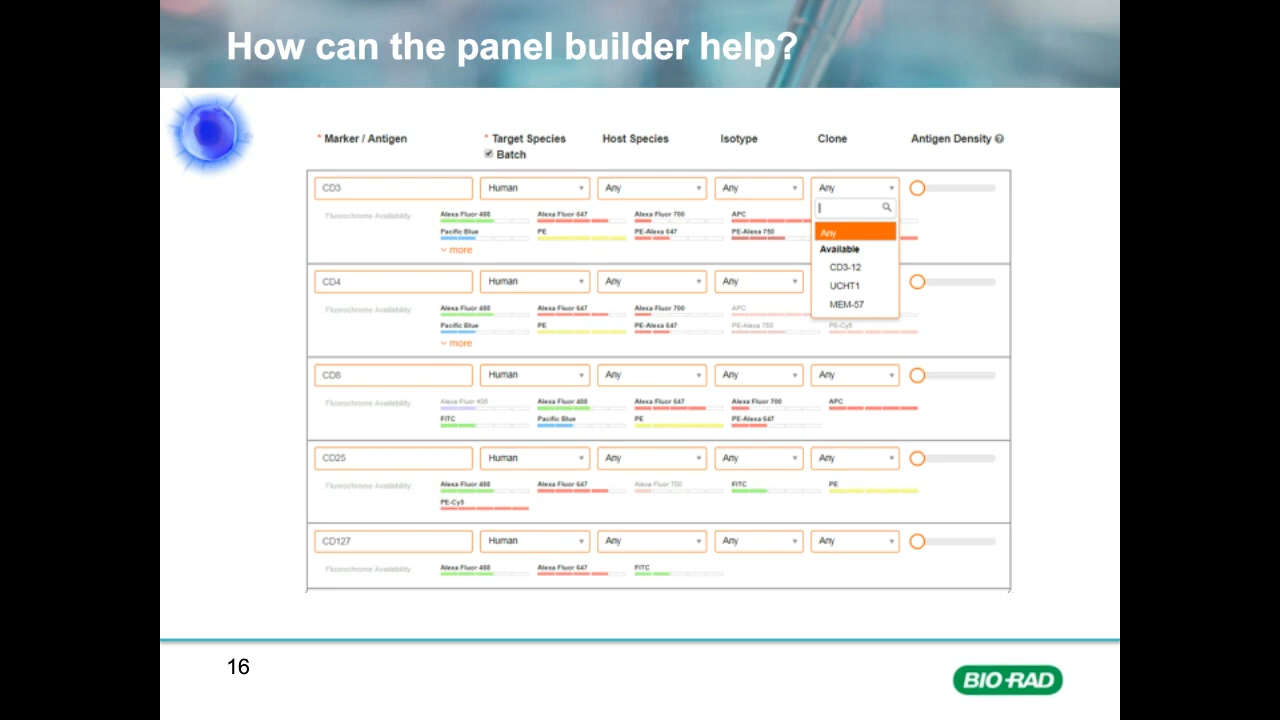 How can the panel builder help?
* Marker / Antigen
* Target Species
Host Species
Isotype
Clone
Antigen Density
Batch
CD3
Human
Any
Any
Any
Fluorochrome Availability:
Alexa Fluor 488
Alexa Fluor 647
Alexa Fluor 700
APC
Pacific Blue
PE
PE-Alexa 647
PE-Alexa 750
more
Any
Available
CD3-12
UCHT1
MEM-57
CD4
Human
Any
Any
Fluorochrome Availability:
Alexa Fluor 488
Alexa Fluor 647
Alexa Fluor 700
APC
Pacific Blue
PE
PE-Alexa 647
PE-Alexa 750
PE-Cy5
more
CD8
Human
Any
Any
Any
Fluorochrome Availability:
Alexa Fluor 405
Alexa Fluor 488
Alexa Fluor 647
Alexa Fluor 700
APC
FITC
Pacific Blue
PE
PE-Alexa 647
CD25
Human
Any
Any
Any
Fluorochrome Availability:
Alexa Fluor 488
Alexa Fluor 647
Alexa Fluor 700
FITC
PE
PE-Cy5
CD127
Human
Any
Any
Any
Fluorochrome Availability:
Alexa Fluor 488
Alexa Fluor 647
FITC
16
BIO-RAD